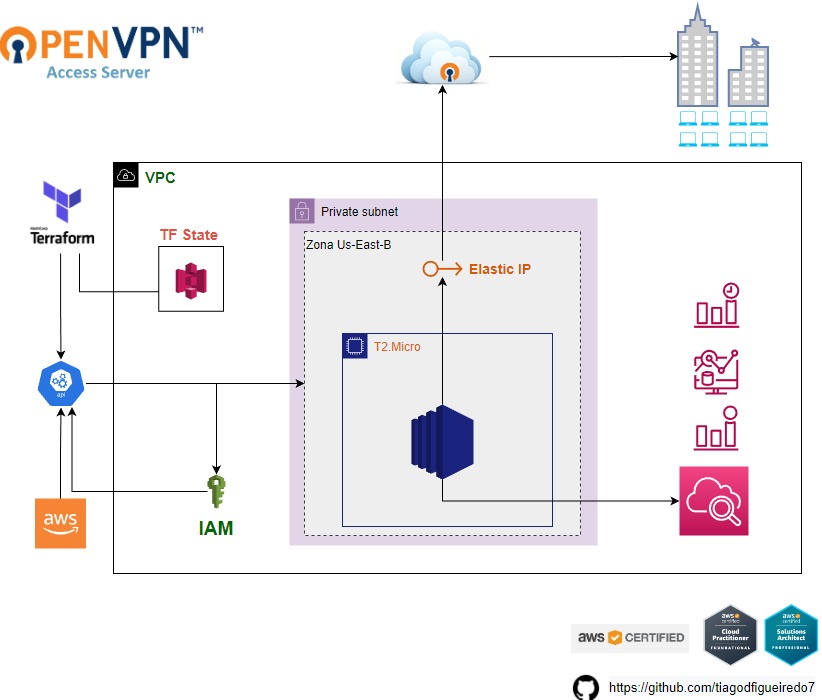 OPENVPN™
Access Server
VPC
Private subnet
HashiCorp
Terraform
TF State
Zona Us-East-B
Elastic IP
T2.Micro
api
aws
IAM
aws CERTIFIED
aws
certified
Cloud
Practitioner
FOUNDATIONAL
aws
certified
Solutions
Architect
PROFESSIONAL
https://github.com/tiagodfigueiredo7